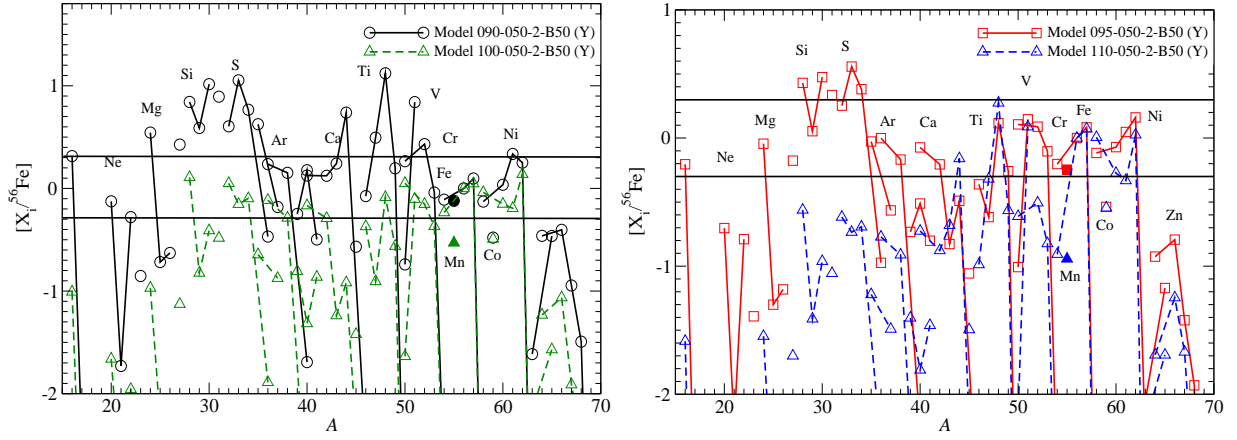 Model 090-050-2-B50 (Y)
Model 100-050-2-B50 (Y)
[X_i/^56Fe]
1
0
-1
-2
Ne
Mg
Si
S
Ar
Ca
Ti
V
Cr
Fe
Mn
Co
Ni
20 30 40 50 60 70
A
Model 095-050-2-B50 (Y)
Model 110-050-2-B50 (Y)
[X_i/^56Fe]
1
0
-1
-2
Ne
Mg
Si
S
Ar
Ca
Ti
V
Cr
Fe
Mn
Co
Ni
Zn
20 30 40 50 60 70
A